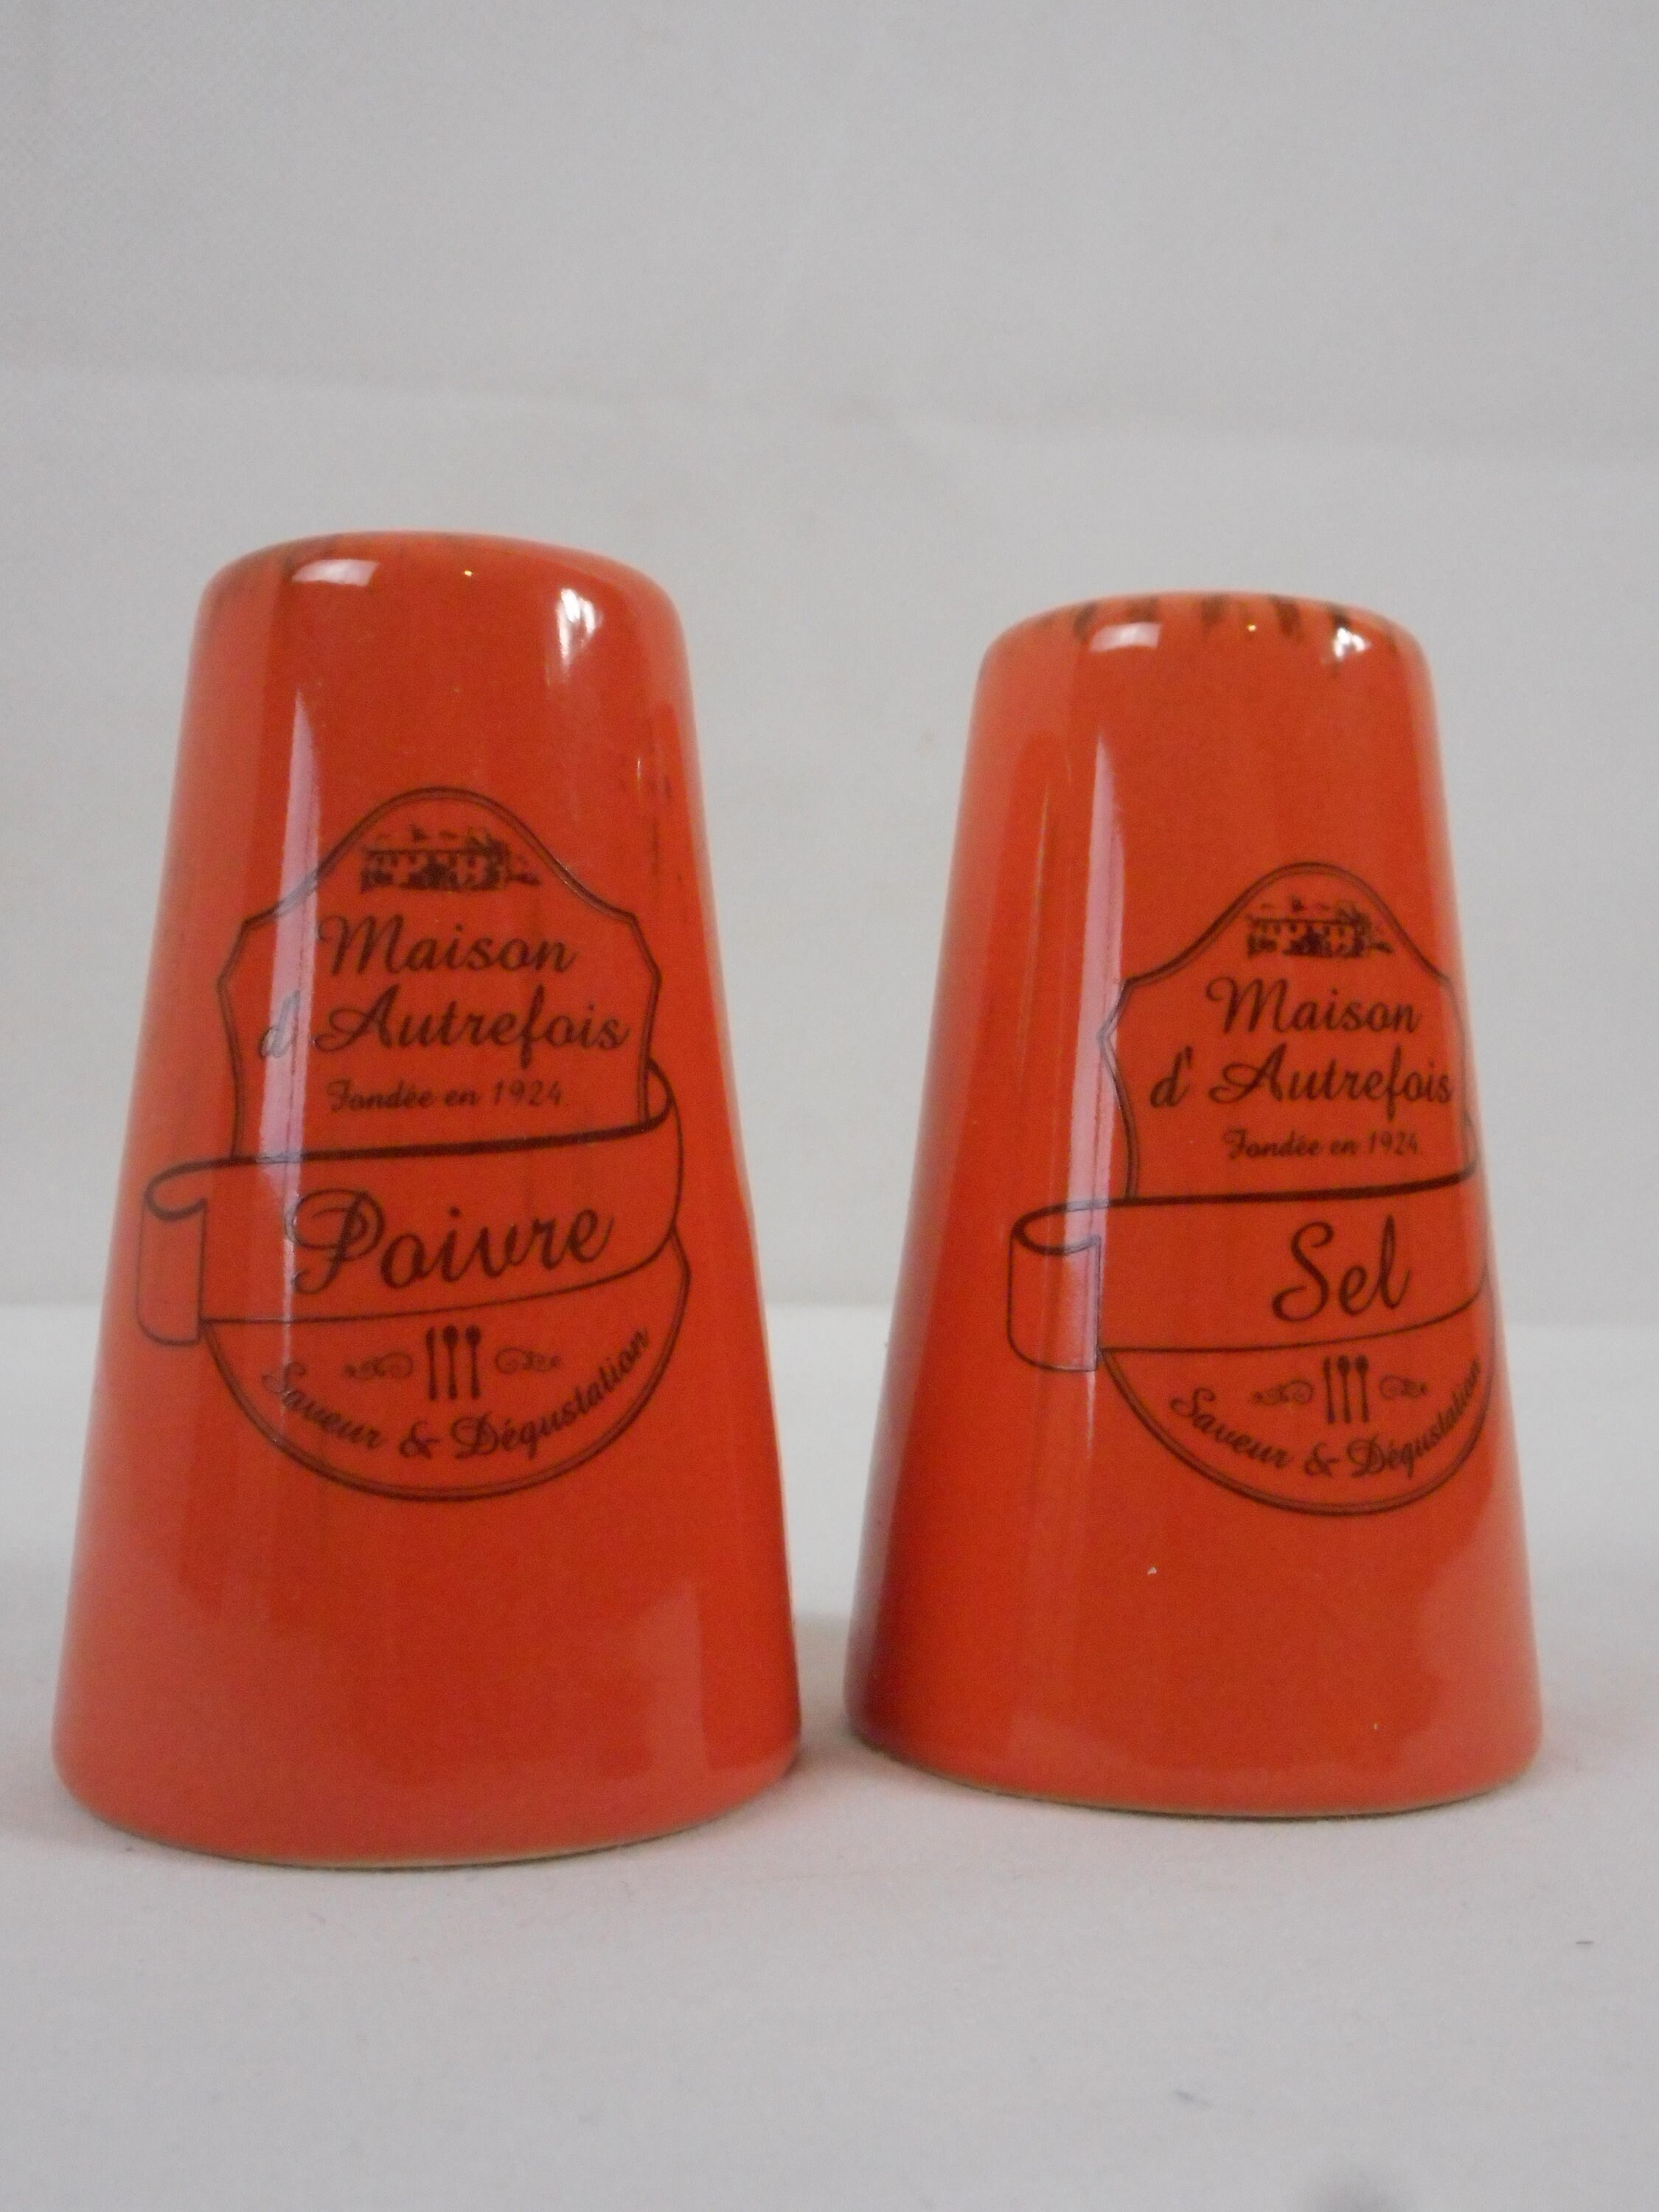 Maison
d'Autrefois
Fondée en 1924
Poivre
Saveur & Dégustation
Maison
d'Autrefois
Fondée en 1924
Sel
Saveur & Dégustation